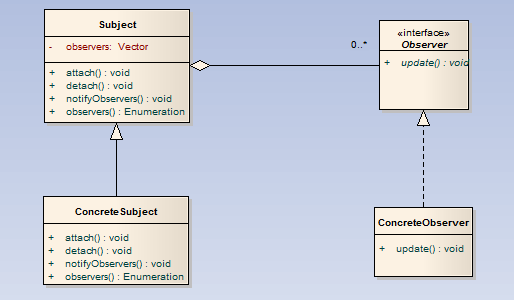 Subject
- observers: Vector
+ attach() : void
+ detach() : void
+ notifyObservers() : void
+ observers() : Enumeration
0..*
«interface»
Observer
+ update() : void
ConcreteSubject
+ attach() : void
+ detach() : void
+ notifyObservers() : void
+ observers() : Enumeration
ConcreteObserver
+ update() : void